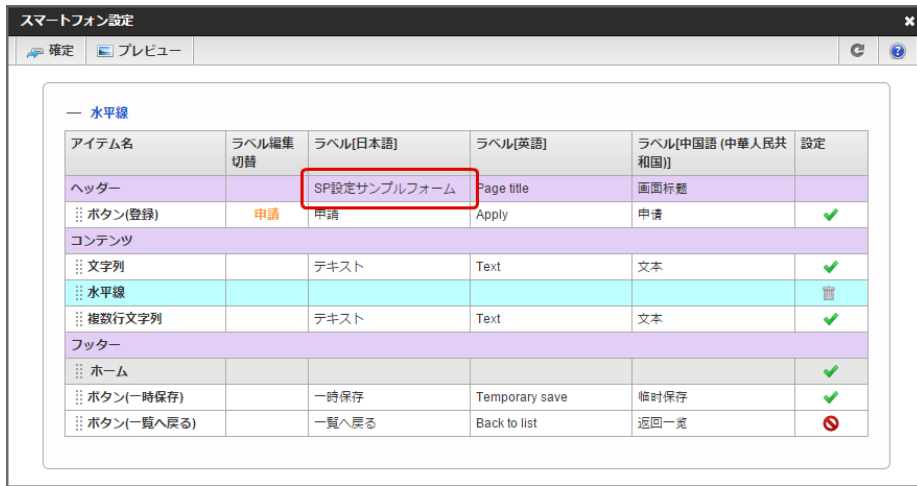 スマートフォン設定
確定 プレビュー
水平線
アイテム名 ラベル編集切替 ラベル[日本語] ラベル[英語] ラベル[中国語 (中華人民共和国)] 設定
ヘッダー SP設定サンプルフォーム Page title 画面标题
ボタン(登録) 申請 申請 Apply 申请
コンテンツ
文字列 テキスト Text 文本
水平線
複数行文字列 テキスト Text 文本
フッター
ホーム
ボタン(一時保存) 一時保存 Temporary save 临时保存
ボタン(一覧へ戻る) 一覧へ戻る Back to list 返回一览